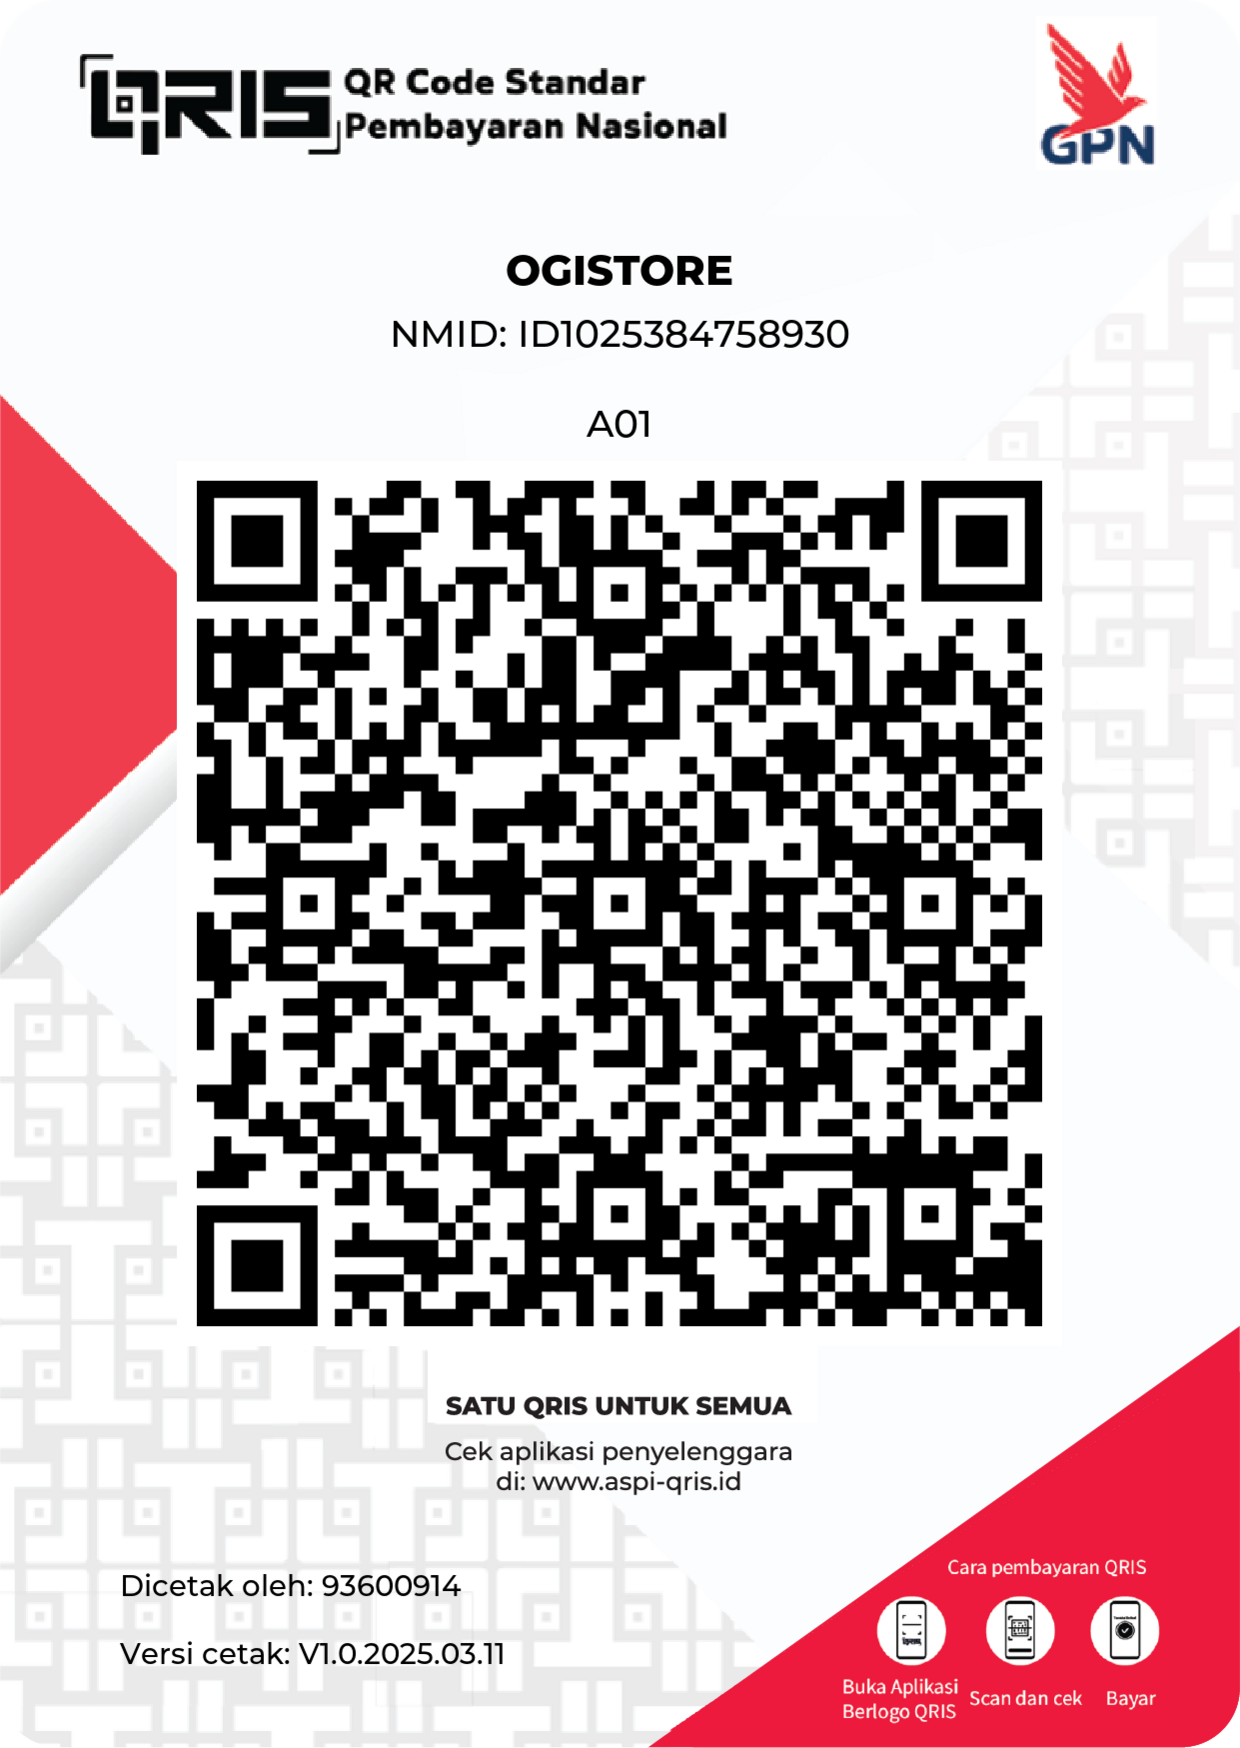 QRIS QR Code Standar
Pembayaran Nasional
GPN
OGISTORE
NMID: ID1025384758930
A01
SATU QRIS UNTUK SEMUA
Cek aplikasi penyelenggara
di: www.aspi-qris.id
Dicetak oleh: 93600914
Versi cetak: V1.0.2025.03.11
Cara pembayaran QRIS
Buka Aplikasi
Berlogo QRIS
Scan dan cek
Bayar